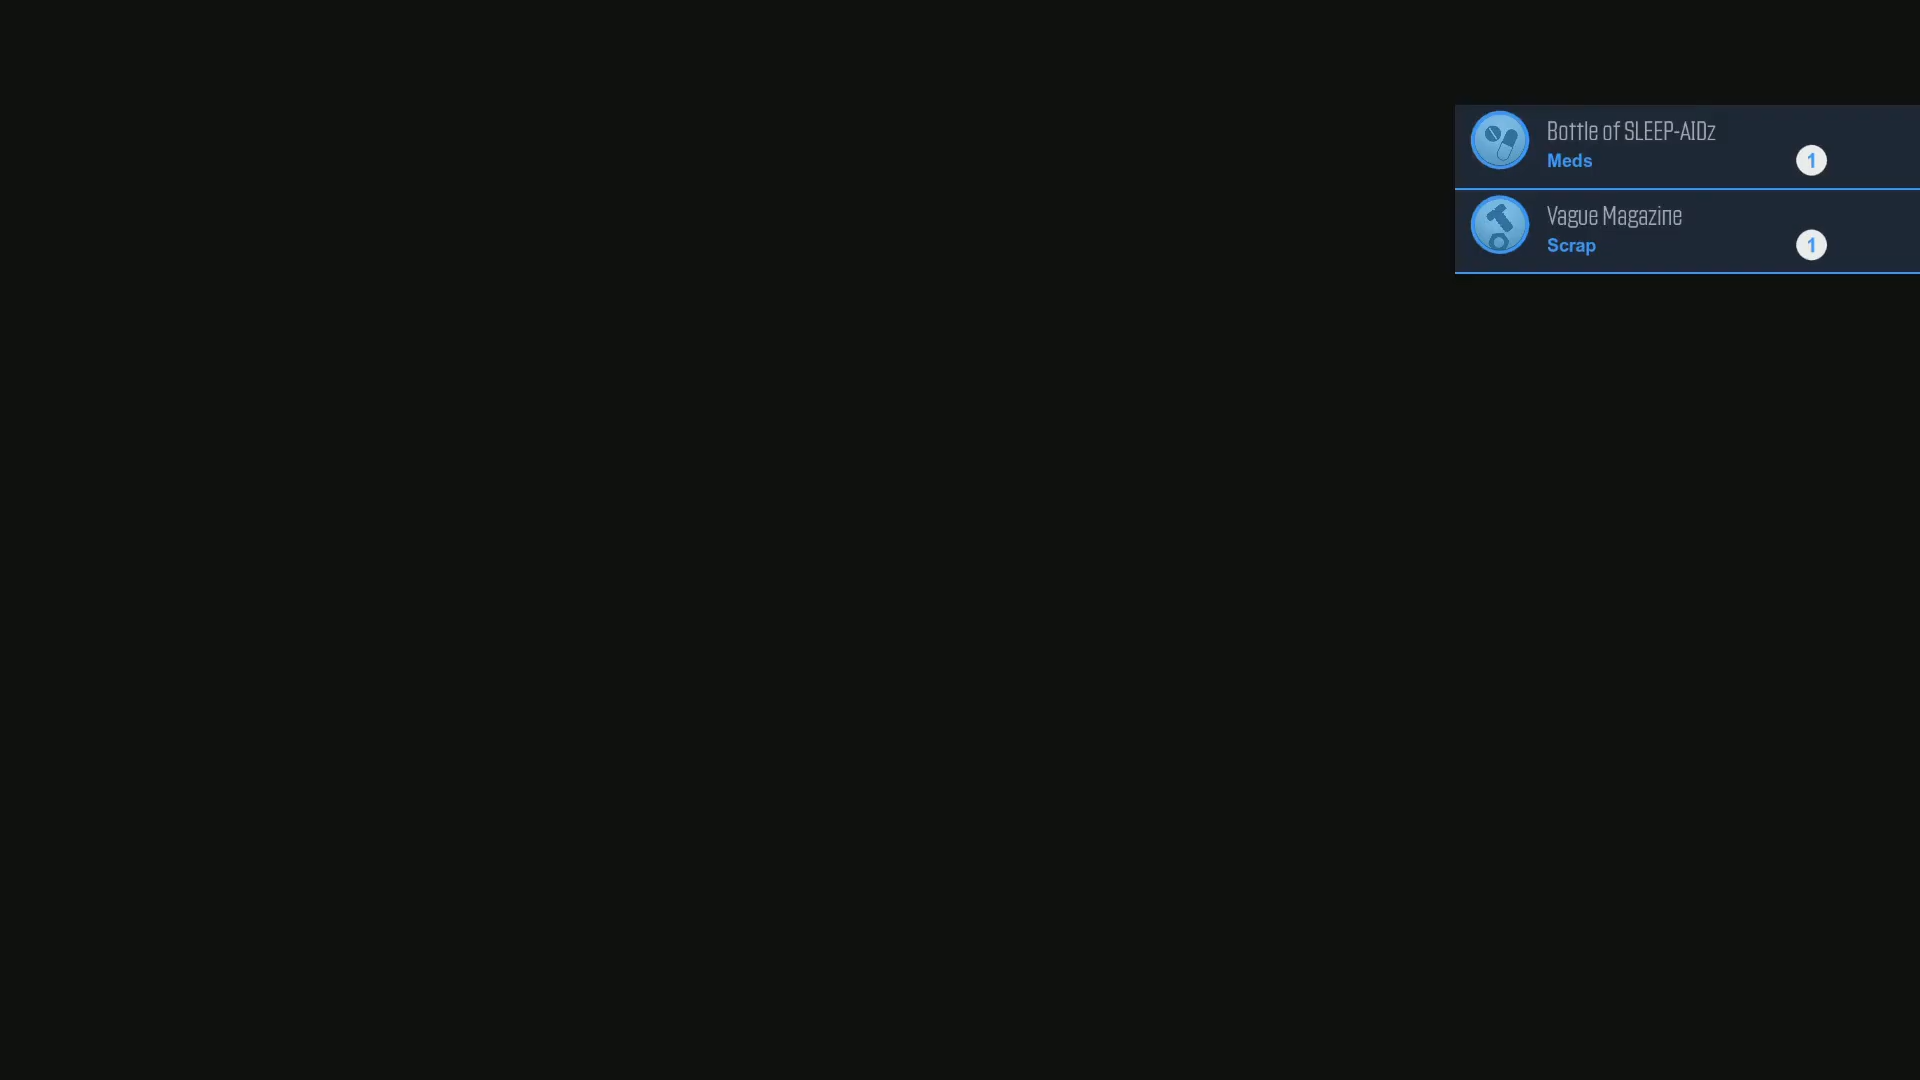 Bottle of SLEEP-AIDz
Meds
1
Vague Magazine
Scrap
1